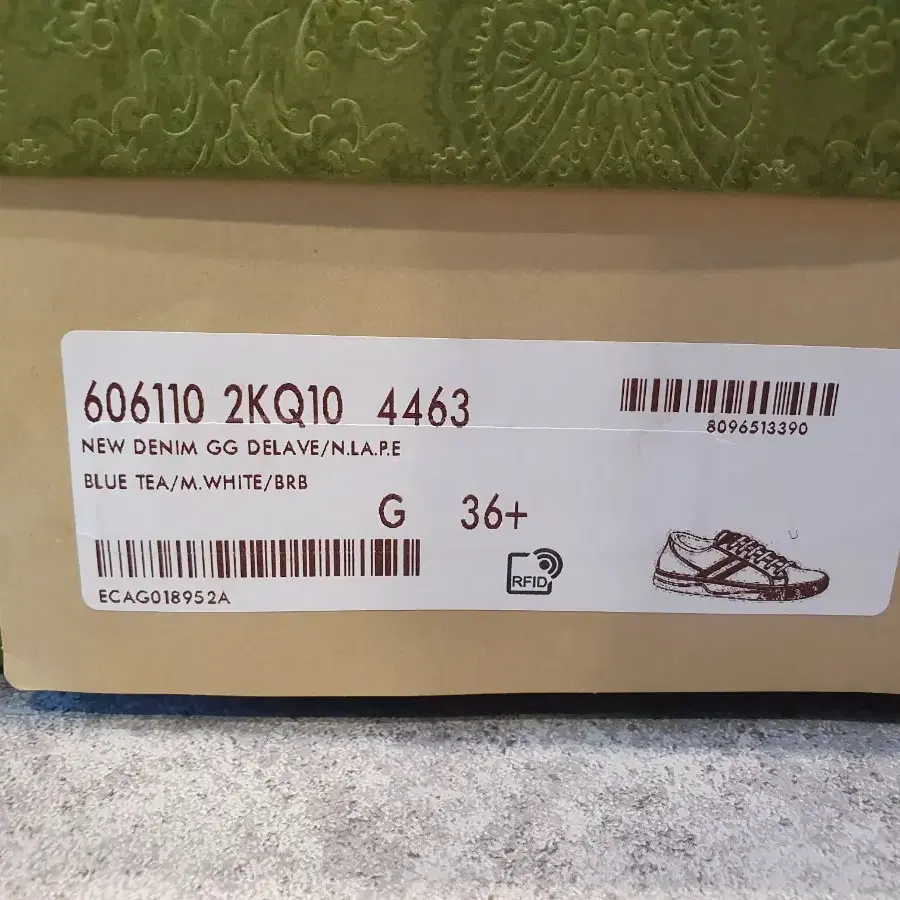 606110 2KQ10 4463
8096513390
NEW DENIM GG DELAVE/N.LA.P.E
BLUE TEA/M.WHITE/BRB
G 36+
RFID
ECAG018952A